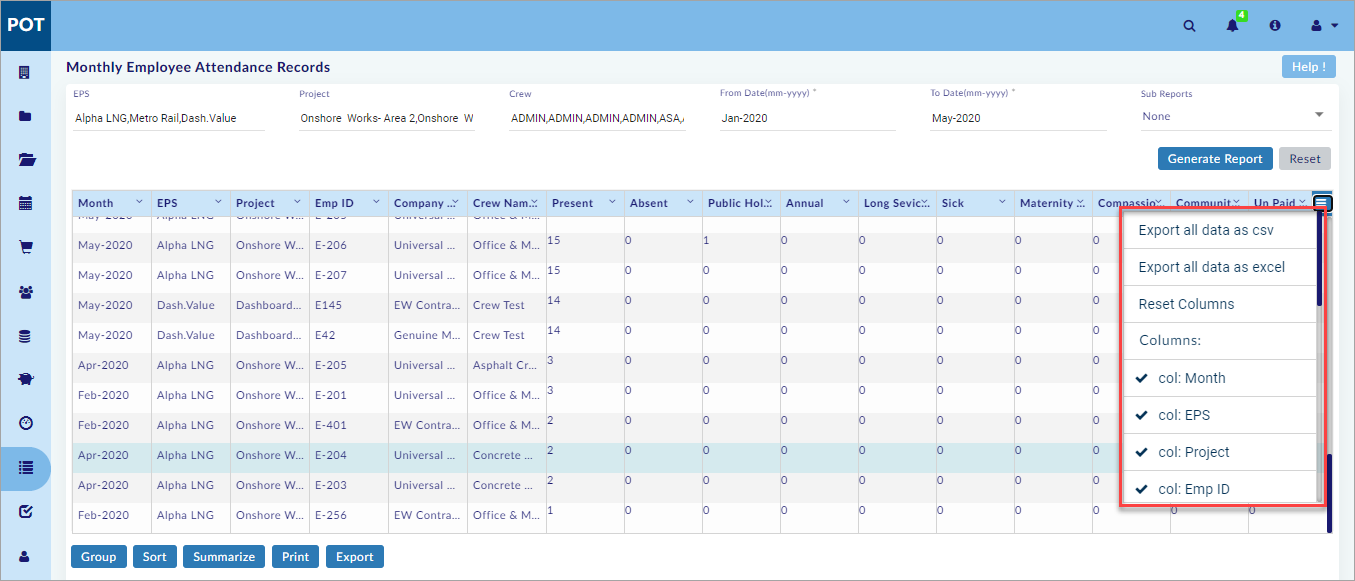 POT
4
Monthly Employee Attendance Records
Help !
EPS Project Crew From Date(mm-yyyy) * To Date(mm-yyyy) * Sub Reports
Alpha LNG,Metro Rail,Dash.Value Onshore Works- Area 2,Onshore W ADMIN,ADMIN,ADMIN,ADMIN,ASA, Jan-2020 May-2020 None
Generate Report Reset
Month EPS Project Emp ID Company ... Crew Nam... Present Absent Public Hol... Annual Long Sevic... Sick Maternity ... Compassio... Communit... Un Paid
May-2020 Alpha LNG Onshore W... E-205 Universal ... Office & M...
May-2020 Alpha LNG Onshore W... E-206 Universal ... Office & M... 15 0 1 0 0 0 0 0
May-2020 Alpha LNG Onshore W... E-207 Universal ... Office & M... 15 0 0 0 0 0 0 0
May-2020 Dash.Value Dashboard... E145 EW Contra... Crew Test 14 0 0 0 0 0 0 0
May-2020 Dash.Value Dashboard... E42 Genuine M... Crew Test 14 0 0 0 0 0 0 0
Apr-2020 Alpha LNG Onshore W... E-205 Universal ... Asphalt Cr... 3 0 0 0 0 0 0 0
Feb-2020 Alpha LNG Onshore W... E-201 Universal ... Office & M... 3 0 0 0 0 0 0 0
Feb-2020 Alpha LNG Onshore W... E-401 EW Contra... Office & M... 2 0 0 0 0 0 0 0
Apr-2020 Alpha LNG Onshore W... E-204 Universal ... Concrete ... 2 0 0 0 0 0 0 0
Apr-2020 Alpha LNG Onshore W... E-203 Universal ... Concrete ... 2 0 0 0 0 0 0 0
Feb-2020 Alpha LNG Onshore W... E-256 EW Contra... Office & M... 1 0 0 0 0 0 0 0 0 0
Export all data as csv
Export all data as excel
Reset Columns
Columns:
col: Month
col: EPS
col: Project
col: Emp ID
Group Sort Summarize Print Export